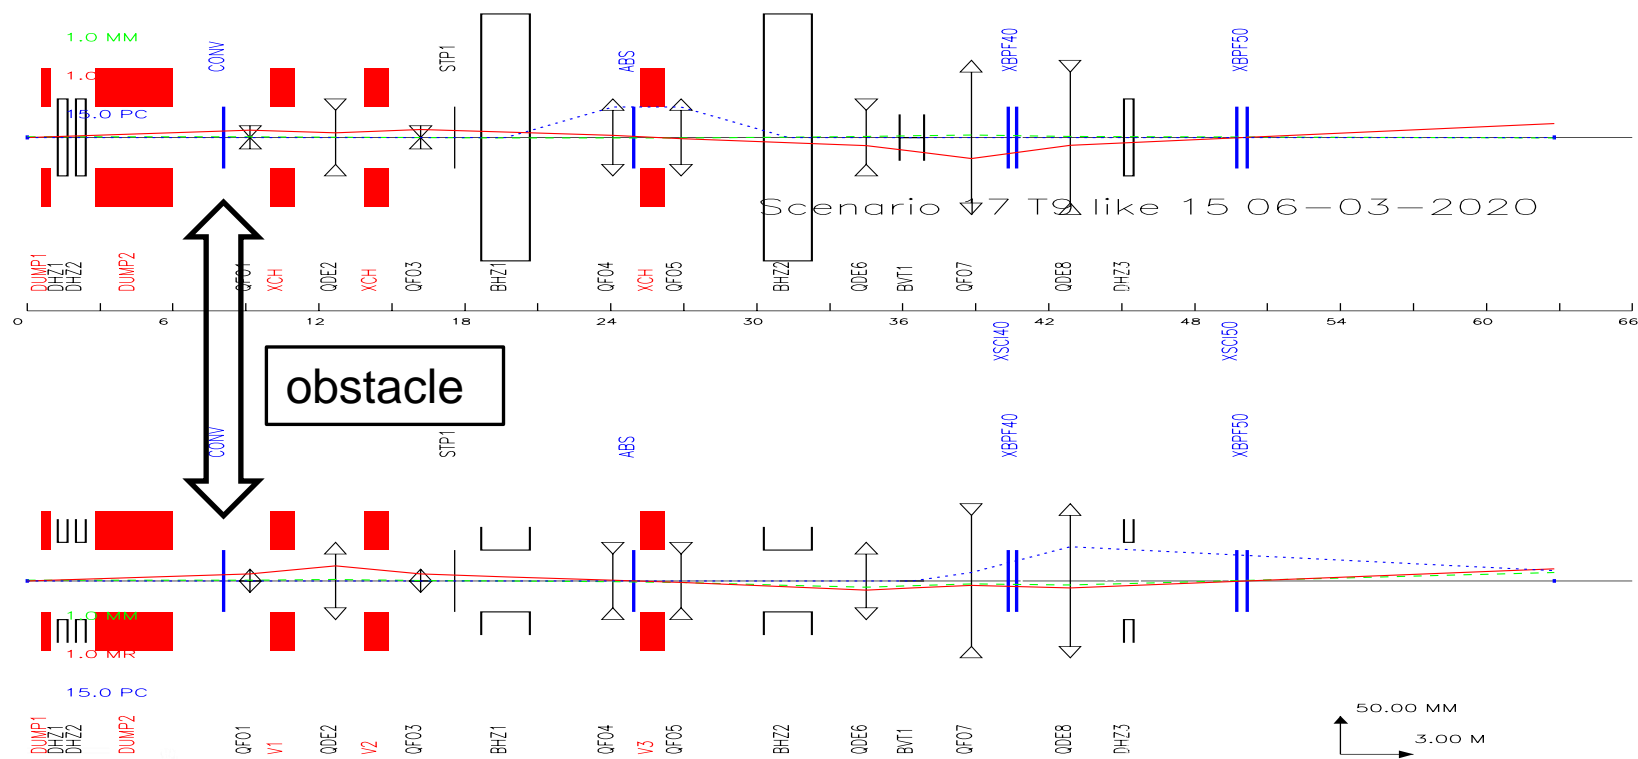 1.0 MM
1.0
15.0 PC
CONV
STP1
ABS
XBPF40
XBPF50
Scenario 17 T9 like 15 06-03-2020
DUMP1 DHZ1 DHZ2 DUMP2 QF01 XCH QDE2 XCH QF03 BHZ1 QF04 XCH QF05 BHZ2 QDE6 BVT1 QF07 QDE8 DHZ3
0 6 12 18 24 30 36 42 48 54 60 66
XSCI40
XSCI50
obstacle
CONV
STP1
ABS
XBPF40
XBPF50
1.0 MM
1.0 MR
15.0 PC
DUMP1 DHZ1 DHZ2 DUMP2 QF01 V1 QDE2 V2 QF03 BHZ1 QF04 V3 QF05 BHZ2 QDE6 BVT1 QF07 QDE8 DHZ3
50.00 MM
3.00 M